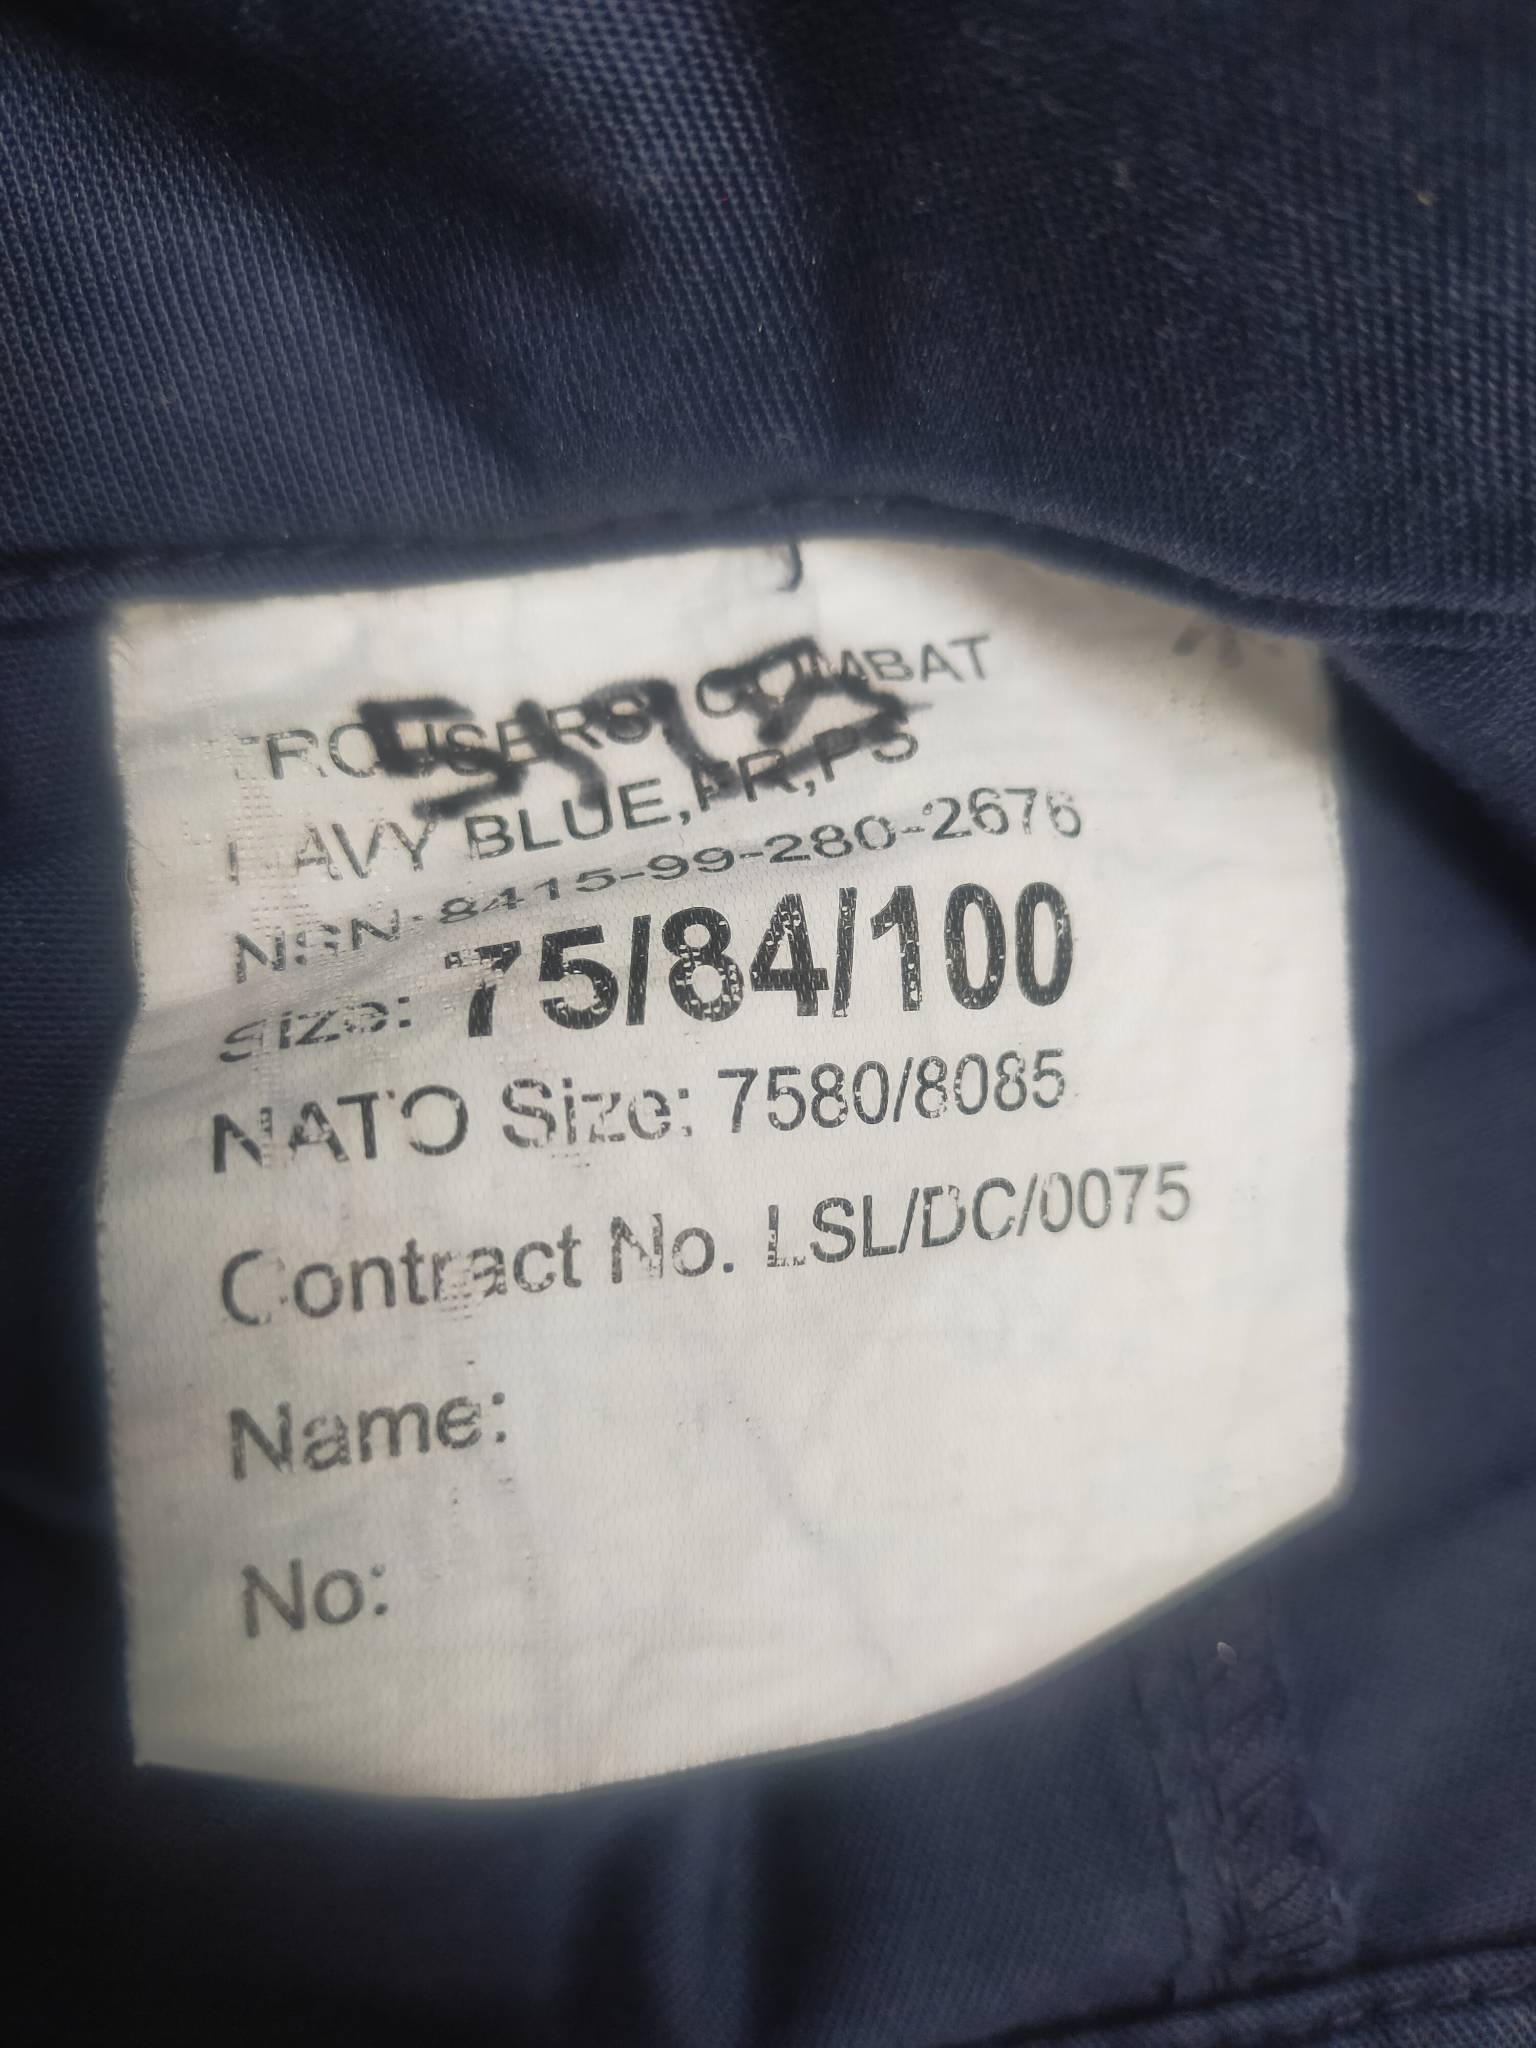 TROUSERS, COMBAT
NAVY BLUE,FR,PS
NSN:8415-99-280-2676
Size: 75/84/100
NATO Size: 7580/8085
Contract No. LSL/DC/0075
Name:
No: